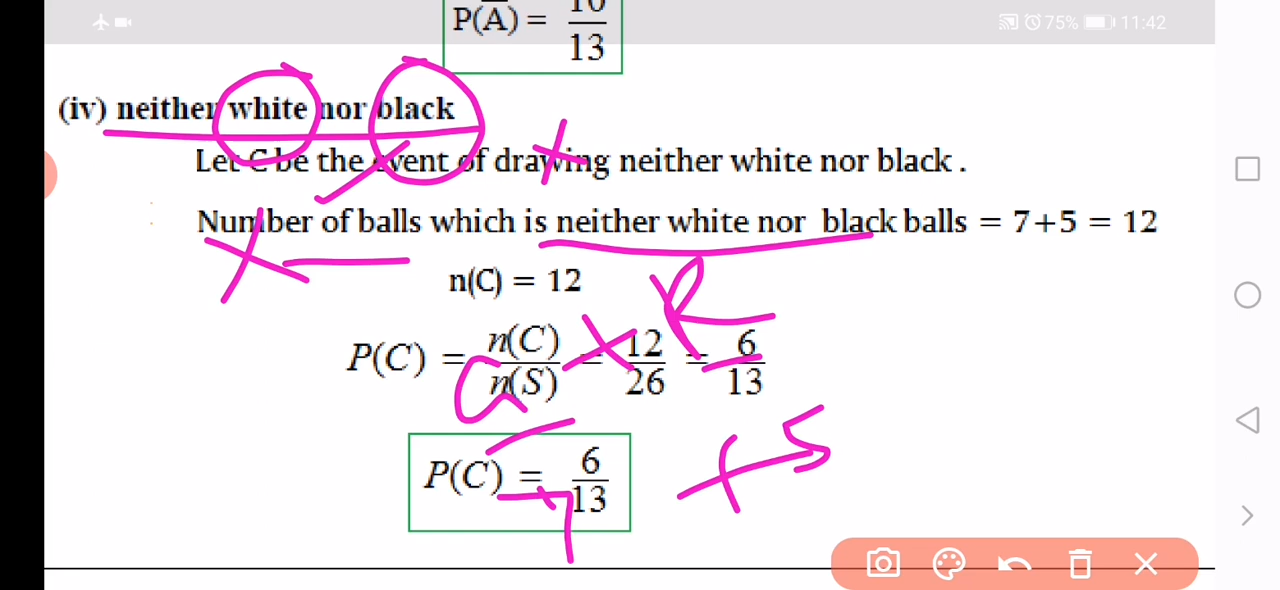 75% 11:42
P(A̅) = 10/13
(iv) neither white nor black
Let C be the event of drawing neither white nor black .
Number of balls which is neither white nor black balls = 7+5 = 12
n(C) = 12
P(C) = n(C)/n(S) = 12/26 = 6/13
R
G
P(C) = 6/13
7 + 5